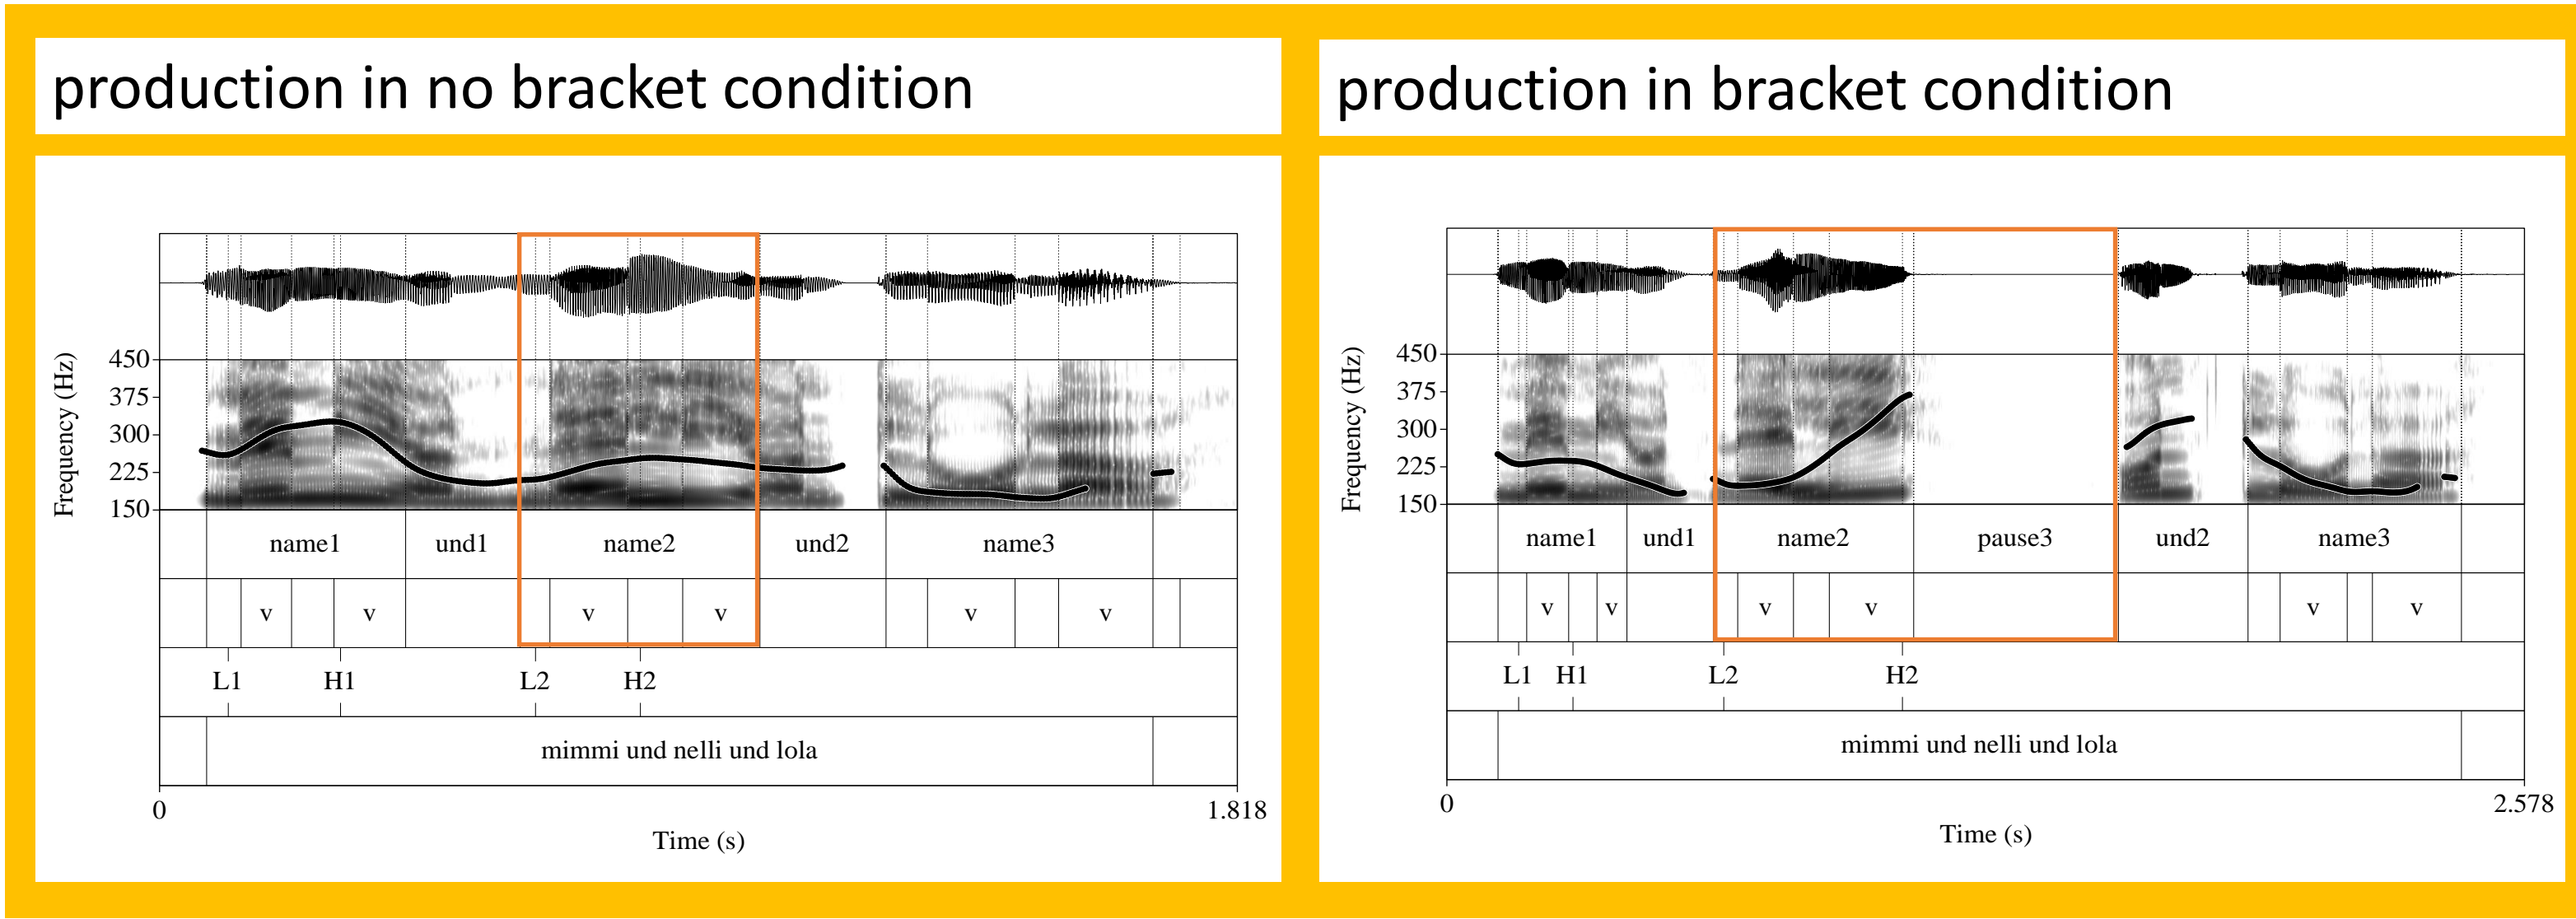 production in no bracket condition
Frequency (Hz)
450
375
300
225
150
name1 und1 name2 und2 name3
v v v v v v
L1 H1 L2 H2
mimmi und nelli und lola
0 1.818
Time (s)
production in bracket condition
Frequency (Hz)
450
375
300
225
150
name1 und1 name2 pause3 und2 name3
v v v v v v
L1 H1 L2 H2
mimmi und nelli und lola
0 2.578
Time (s)